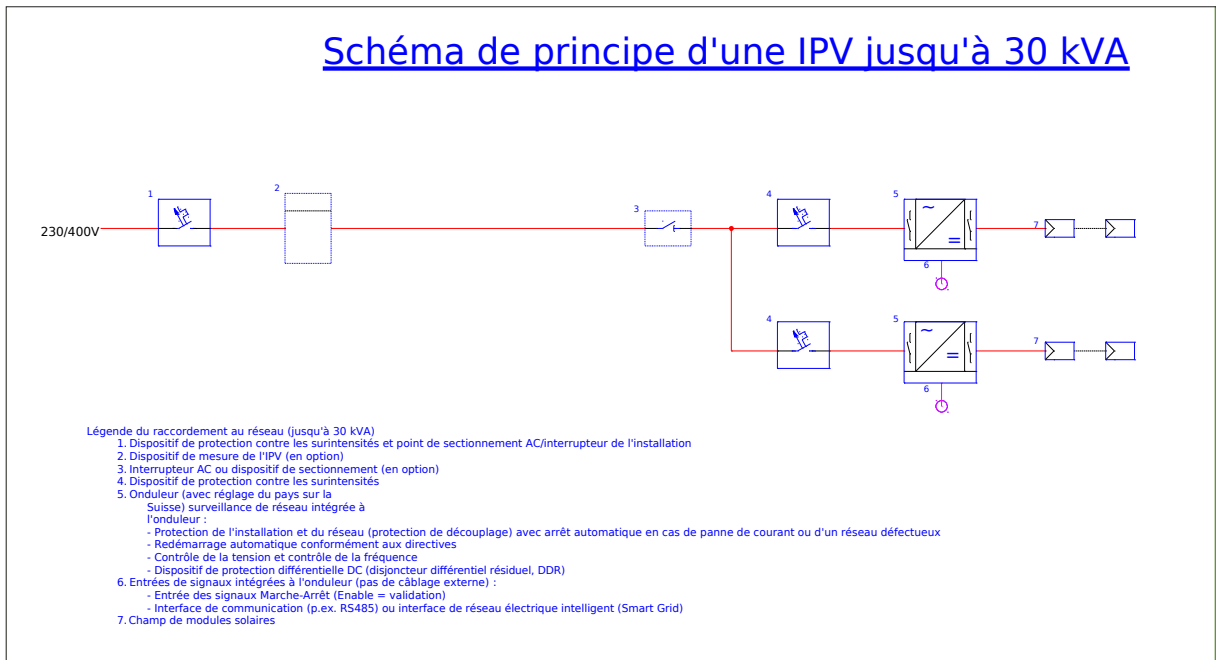 Schéma de principe d'une IPV jusqu'à 30 kVA
1
2
3
4
5
230/400V
7
6
4
5
7
6
Légende du raccordement au réseau (jusqu'à 30 kVA)
1. Dispositif de protection contre les surintensités et point de sectionnement AC/interrupteur de l'installation
2. Dispositif de mesure de l'IPV (en option)
3. Interrupteur AC ou dispositif de sectionnement (en option)
4. Dispositif de protection contre les surintensités
5. Onduleur (avec réglage du pays sur la
Suisse) surveillance de réseau intégrée à
l'onduleur :
- Protection de l'installation et du réseau (protection de découplage) avec arrêt automatique en cas de panne de courant ou d'un réseau défectueux
- Redémarrage automatique conformément aux directives
- Contrôle de la tension et contrôle de la fréquence
- Dispositif de protection différentielle DC (disjoncteur différentiel résiduel, DDR)
6. Entrées de signaux intégrées à l'onduleur (pas de câblage externe) :
- Entrée des signaux Marche-Arrêt (Enable = validation)
- Interface de communication (p.ex. RS485) ou interface de réseau électrique intelligent (Smart Grid)
7. Champ de modules solaires